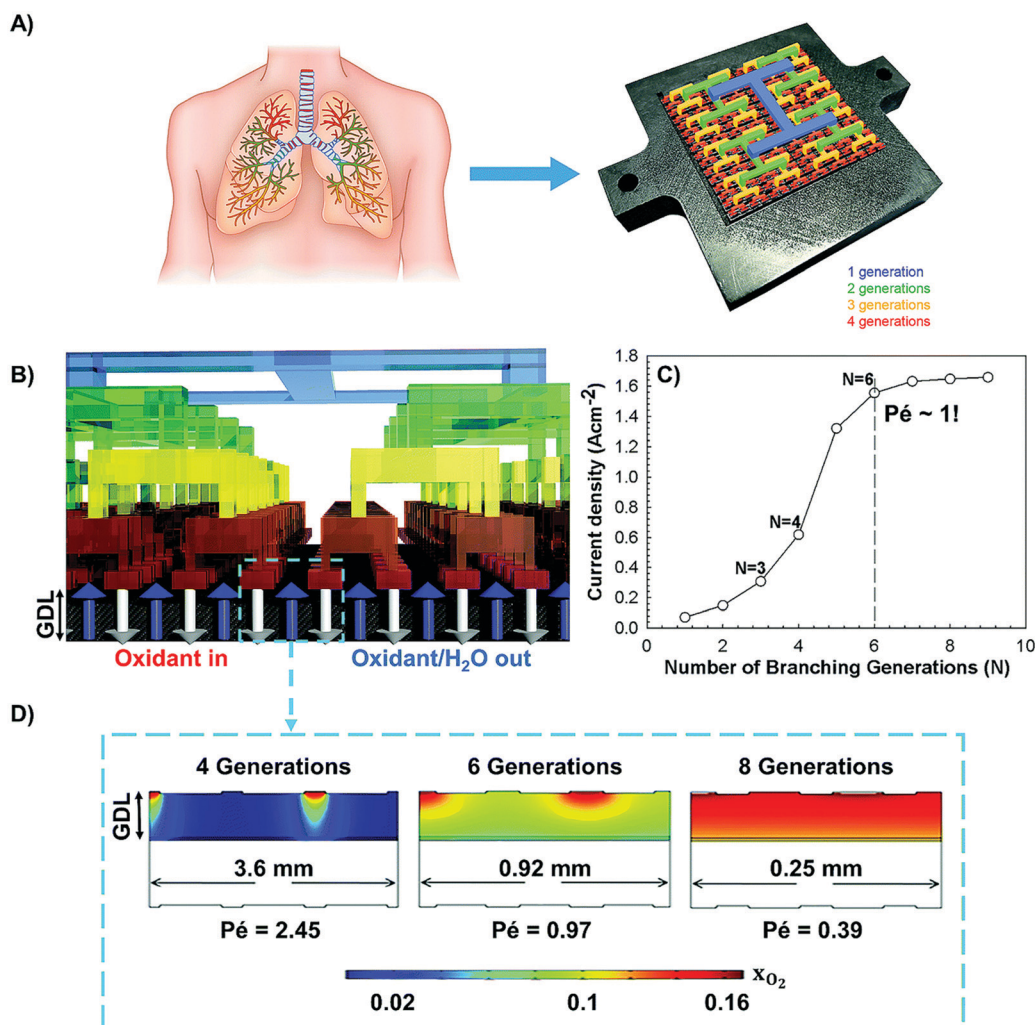 A)
1 generation
2 generations
3 generations
4 generations
B)
GDL
Oxidant in
Oxidant/H₂O out
C)
Current density (Acm⁻²)
1.8
1.6
1.4
1.2
1.0
0.8
0.6
0.4
0.2
0.0
N=3
N=4
N=6
Pé ~ 1!
0 2 4 6 8 10
Number of Branching Generations (N)
D)
4 Generations 6 Generations 8 Generations
GDL
3.6 mm 0.92 mm 0.25 mm
Pé = 2.45 Pé = 0.97 Pé = 0.39
x_O₂
0.02 0.1 0.16